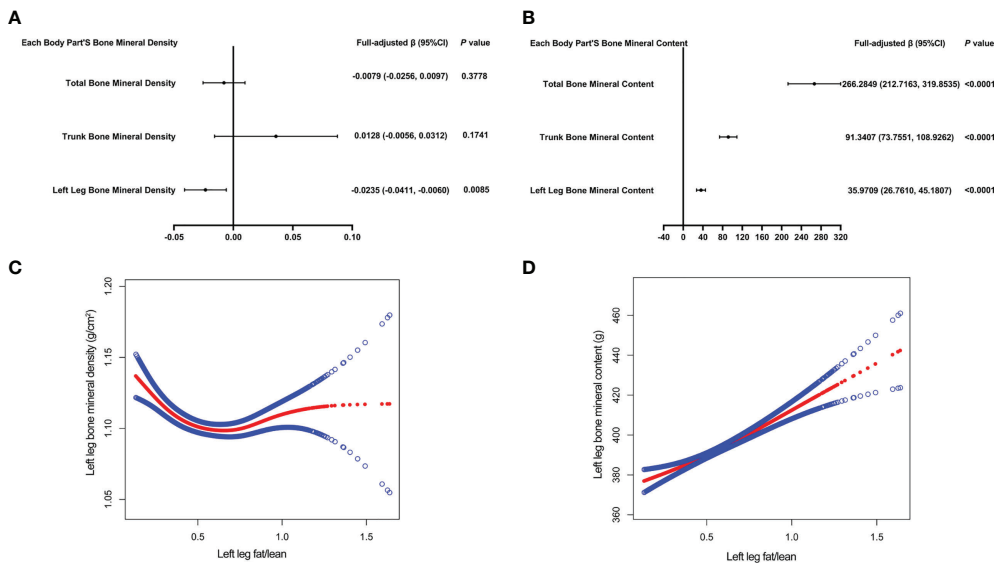 A
Each Body Part'S Bone Mineral Density Full-adjusted β (95%CI) P value
Total Bone Mineral Density -0.0079 (-0.0256, 0.0097) 0.3778
Trunk Bone Mineral Density 0.0128 (-0.0056, 0.0312) 0.1741
Left Leg Bone Mineral Density -0.0235 (-0.0411, -0.0060) 0.0085
-0.05 0.00 0.05 0.10
B
Each Body Part'S Bone Mineral Content Full-adjusted β (95%CI) P value
Total Bone Mineral Content 266.2849 (212.7163, 319.8535) <0.0001
Trunk Bone Mineral Content 91.3407 (73.7551, 108.9262) <0.0001
Left Leg Bone Mineral Content 35.9709 (26.7610, 45.1807) <0.0001
-40 0 40 80 120 160 200 240 280 320
C
Left leg bone mineral density (g/cm²)
1.20
1.15
1.10
1.05
0.5 1.0 1.5
Left leg fat/lean
D
Left leg bone mineral content (g)
460
440
420
400
380
360
0.5 1.0 1.5
Left leg fat/lean